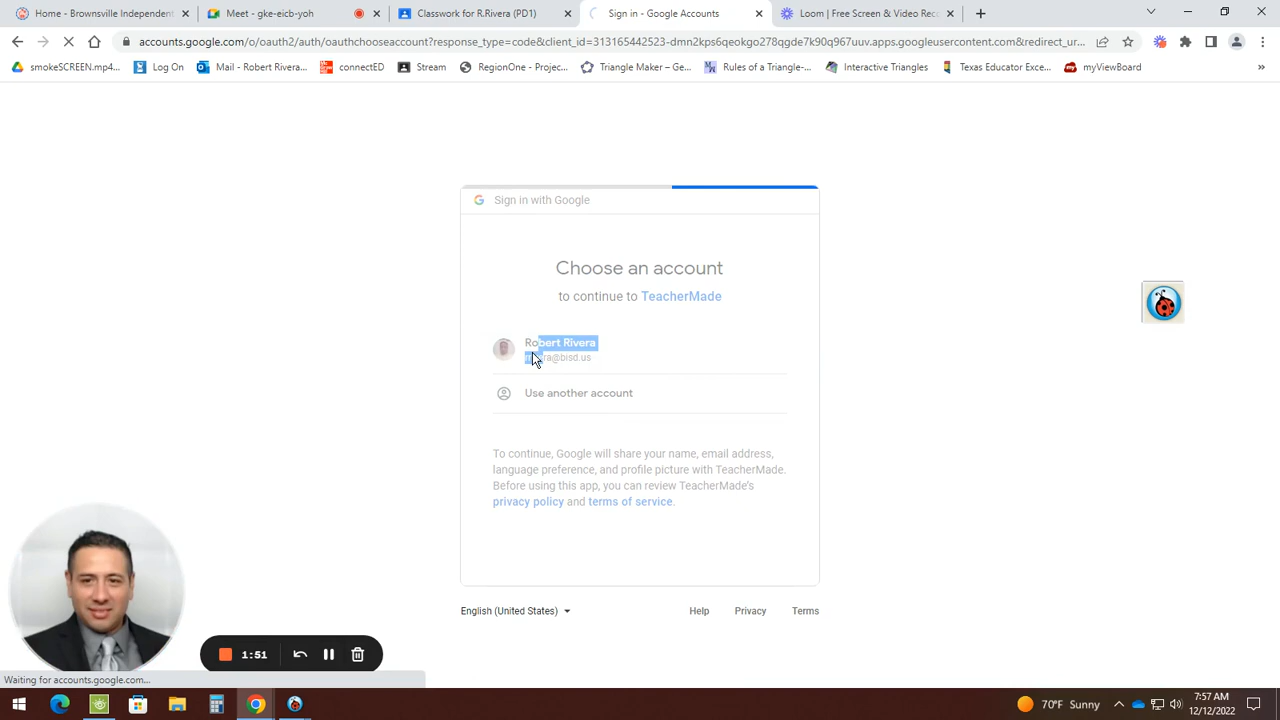 Home - Brownsville Independent
Meet - gke-eicb-yoh
Classwork for R.Rivera (PD1)
Sign in - Google Accounts
Loom | Free Screen & Video Rec
accounts.google.com/o/oauth2/auth/oauthchooseaccount?response_type=code&client_id=313165442523-dmn2kps6qeokgo278qgde7k90q967uuv.apps.googleusercontent.com&redirect_ur...
smokeSCREEN.mp4...
Log On
Mail - Robert Rivera...
connectED
Stream
RegionOne - Projec...
Triangle Maker – Ge...
Rules of a Triangle-...
Interactive Triangles
Texas Educator Exce...
myViewBoard
»
Sign in with Google
Choose an account
to continue to TeacherMade
Robert Rivera
@bisd.us
Use another account
To continue, Google will share your name, email address,
language preference, and profile picture with TeacherMade.
Before using this app, you can review TeacherMade's
privacy policy and terms of service.
English (United States)
Help
Privacy
Terms
1:51
Waiting for accounts.google.com...
70°F Sunny
7:57 AM
12/12/2022